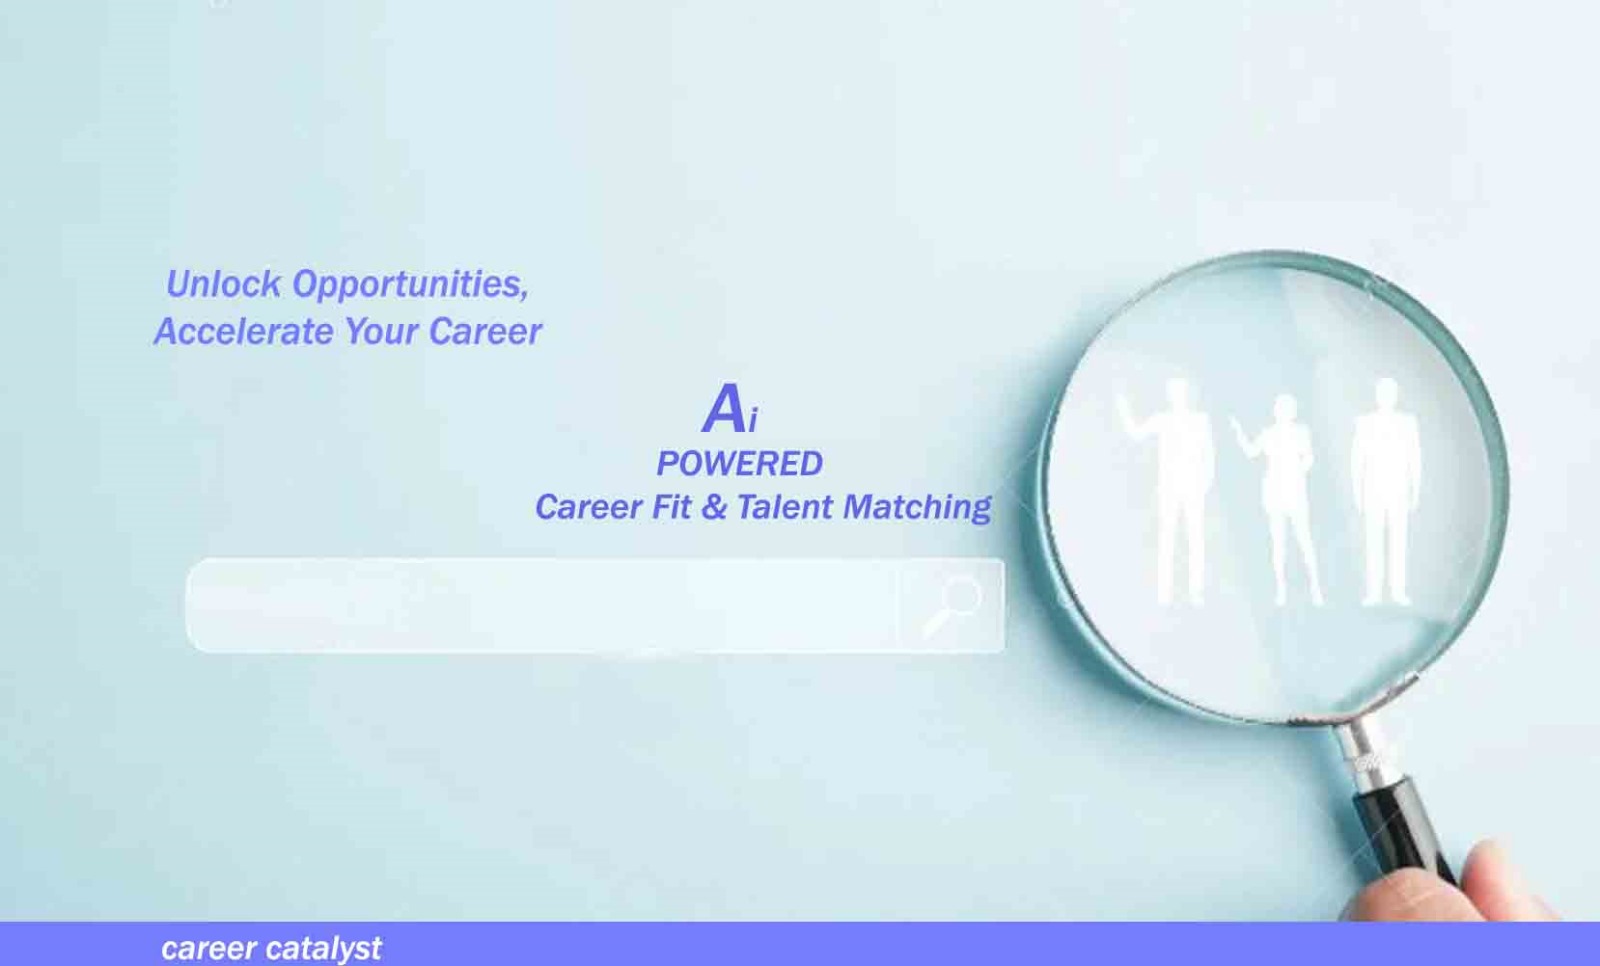 Unlock Opportunities,
Accelerate Your Career
Ai
POWERED
Career Fit & Talent Matching
career catalyst